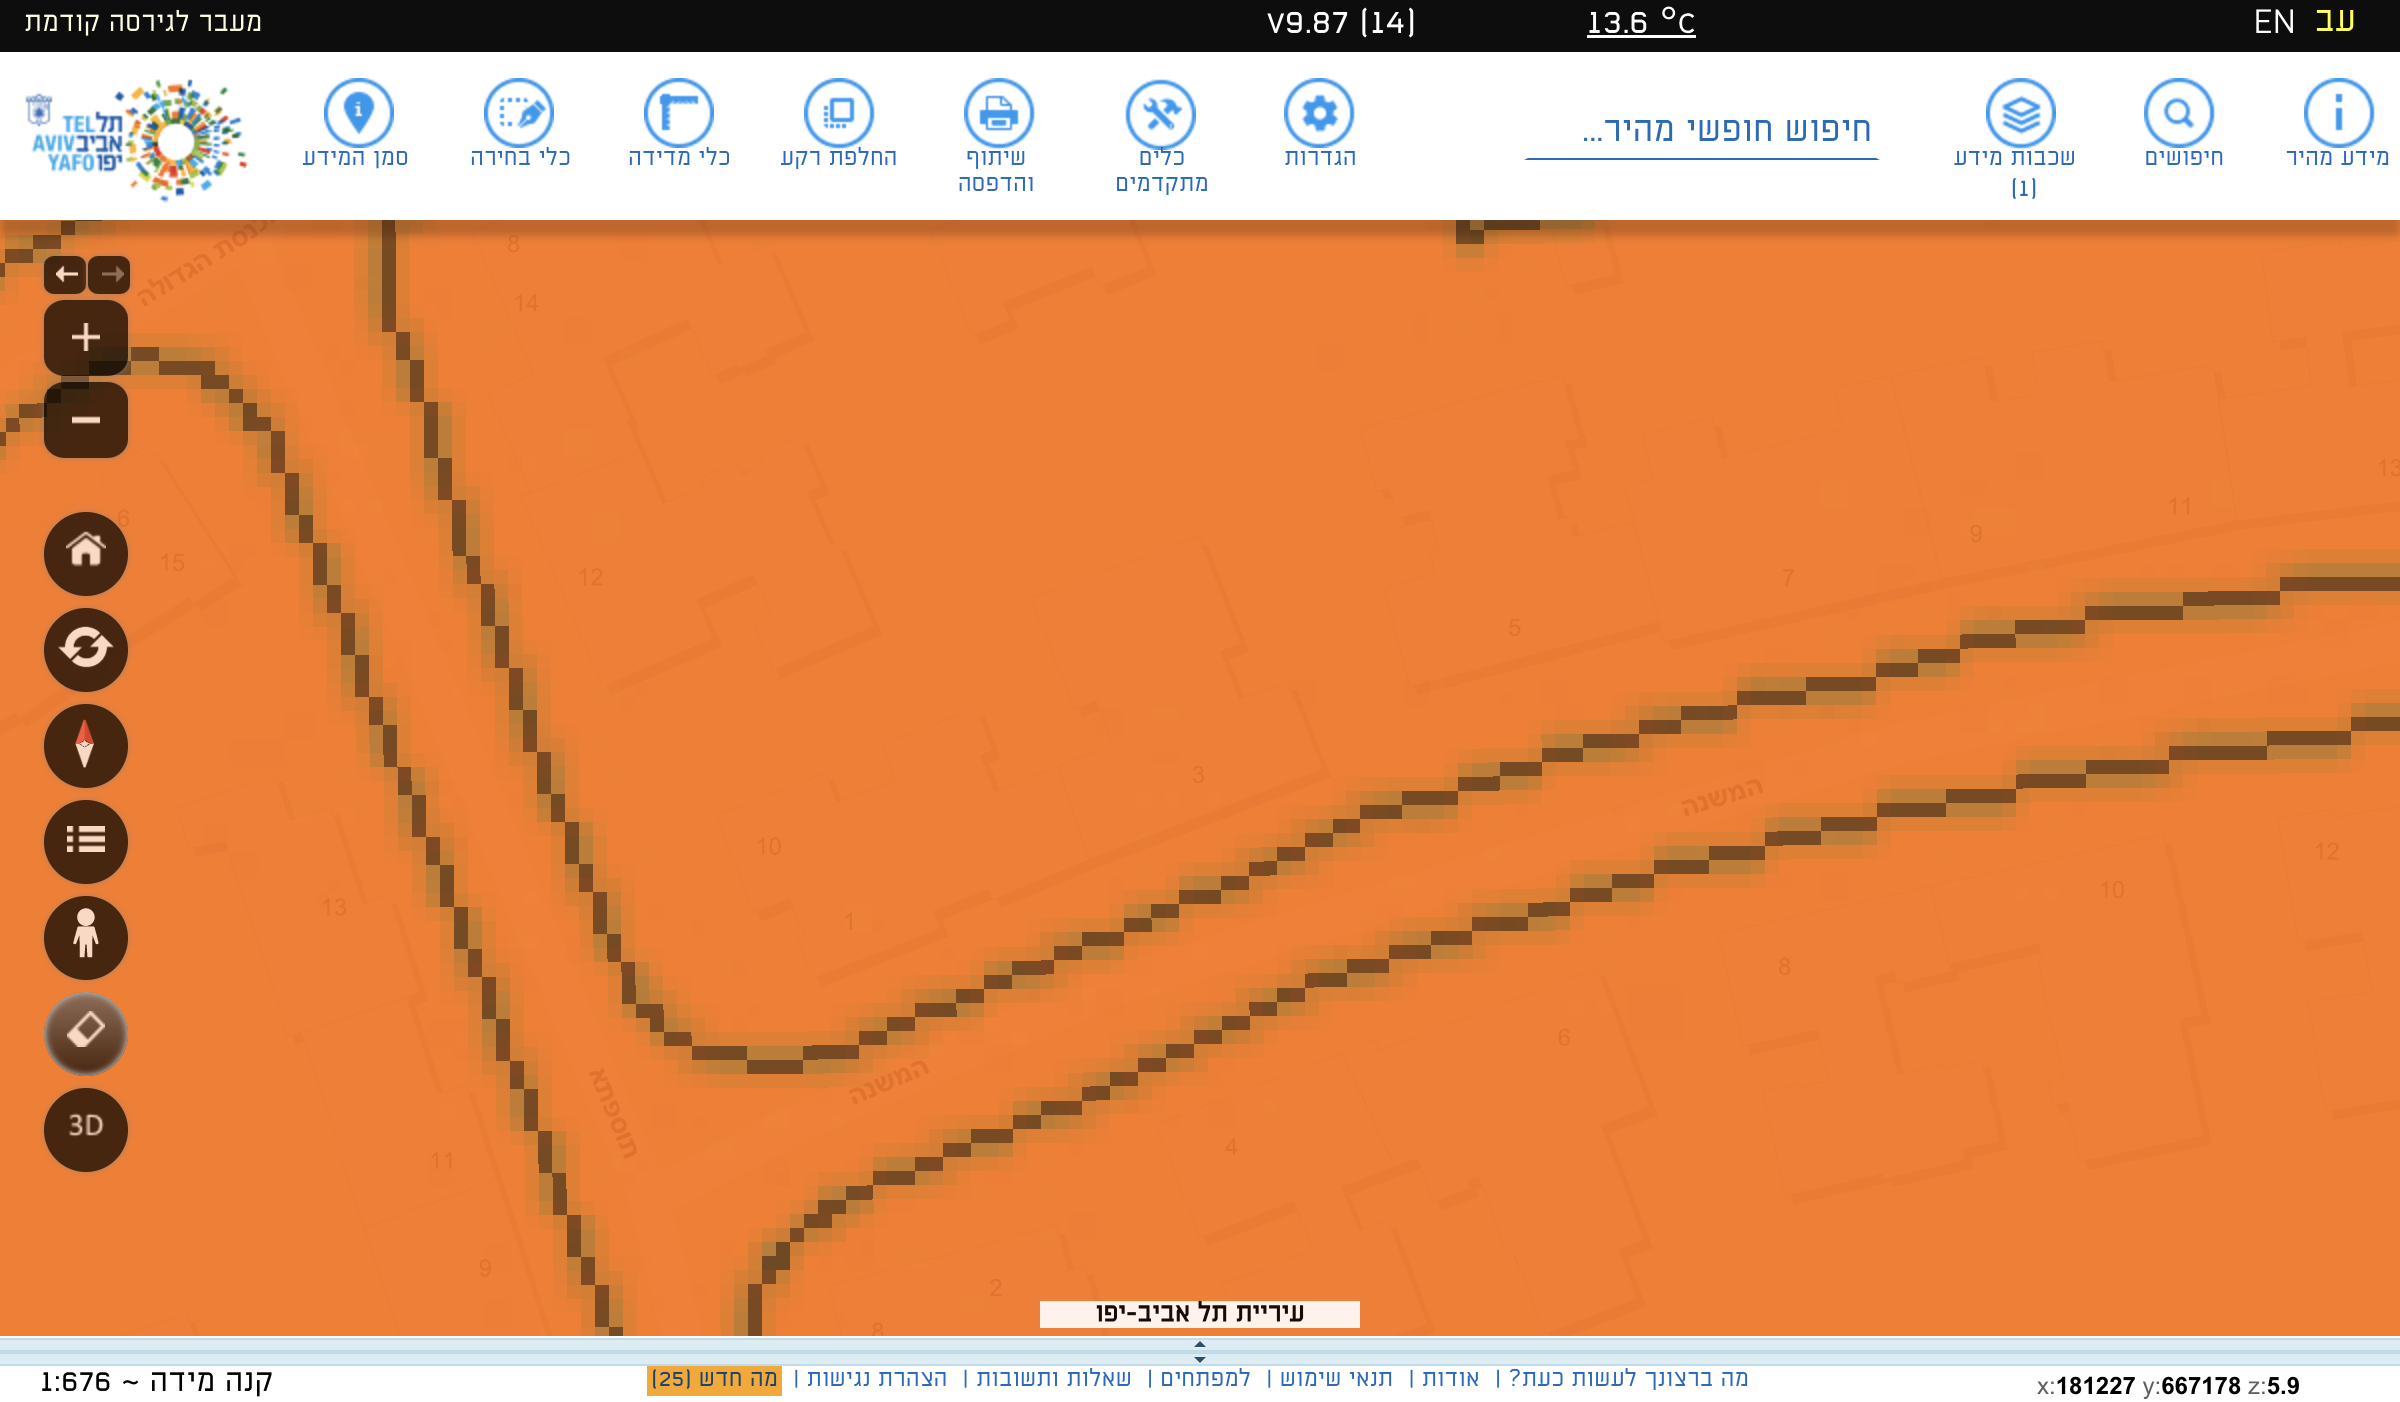 עב EN
13.6 °C
V9.87 (14)
מעבר לגירסה קודמת
מידע מהיר
חיפושים
שכבות מידע
(1)
חיפוש חופשי מהיר...
הגדרות
כלים
מתקדמים
שיתוף
והדפסה
החלפת רקע
כלי מדידה
כלי בחירה
סמן המידע
תל
אביב
יפו
TEL
AVIV
YAFO
כנסת הגדולה
8
14
13
11
6
9
15
12
7
5
3
המשנה
10
12
13
1
10
8
6
המשנה
תוספתא
4
11
9
2
8
3D
עיריית תל אביב-יפו
קנה מידה ~ 1:676
מה ברצונך לעשות כעת? | אודות | תנאי שימוש | למפתחים | שאלות ותשובות | הצהרת נגישות | מה חדש (25)
x:181227 y:667178 z:5.9